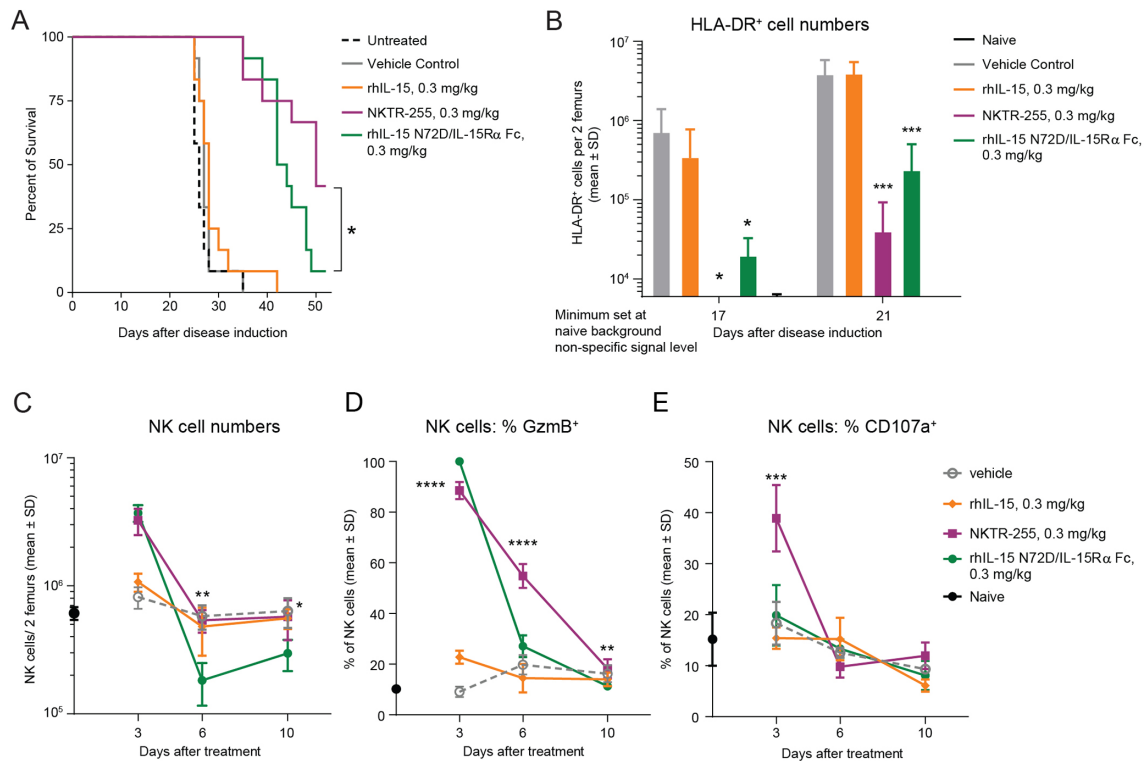 A
Percent of Survival
100
75
50
25
0
0 10 20 30 40 50
Days after disease induction
Untreated
Vehicle Control
rhIL-15, 0.3 mg/kg
NKTR-255, 0.3 mg/kg
rhIL-15 N72D/IL-15Rα Fc,
0.3 mg/kg
*
B
HLA-DR⁺ cell numbers
HLA-DR⁺ cells per 2 femurs
(mean ± SD)
10⁷
10⁶
10⁵
10⁴
*
*
***
***
Minimum set at
naive background
non-specific signal level
17 21
Days after disease induction
Naive
Vehicle Control
rhIL-15, 0.3 mg/kg
NKTR-255, 0.3 mg/kg
rhIL-15 N72D/IL-15Rα Fc,
0.3 mg/kg
C
NK cell numbers
NK cells/ 2 femurs (mean ± SD)
10⁷
10⁶
10⁵
**
*
3 6 10
Days after treatment
D
NK cells: % GzmB⁺
% of NK cells (mean ± SD)
100
80
60
40
20
0
****
****
**
3 6 10
Days after treatment
E
NK cells: % CD107a⁺
% of NK cells (mean ± SD)
50
40
30
20
10
0
***
3 6 10
Days after treatment
vehicle
rhIL-15, 0.3 mg/kg
NKTR-255, 0.3 mg/kg
rhIL-15 N72D/IL-15Rα Fc,
0.3 mg/kg
Naive